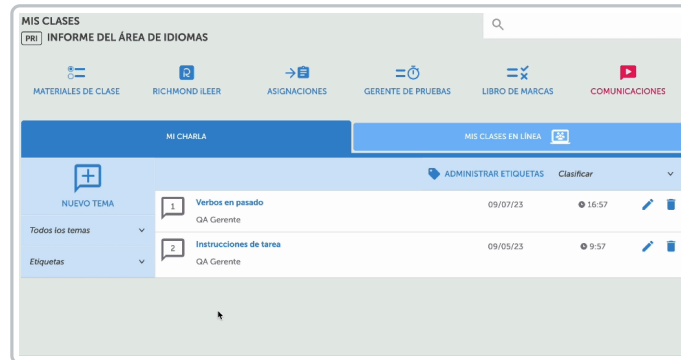 MIS CLASES
PRI INFORME DEL ÁREA DE IDIOMAS
MATERIALES DE CLASE RICHMOND iLEER ASIGNACIONES GERENTE DE PRUEBAS LIBRO DE MARCAS COMUNICACIONES
MI CHARLA MIS CLASES EN LÍNEA
ADMINISTRAR ETIQUETAS Clasificar
NUEVO TEMA
Todos los temas
Etiquetas
1 Verbos en pasado 09/07/23 16:57
QA Gerente
2 Instrucciones de tarea 09/05/23 9:57
QA Gerente